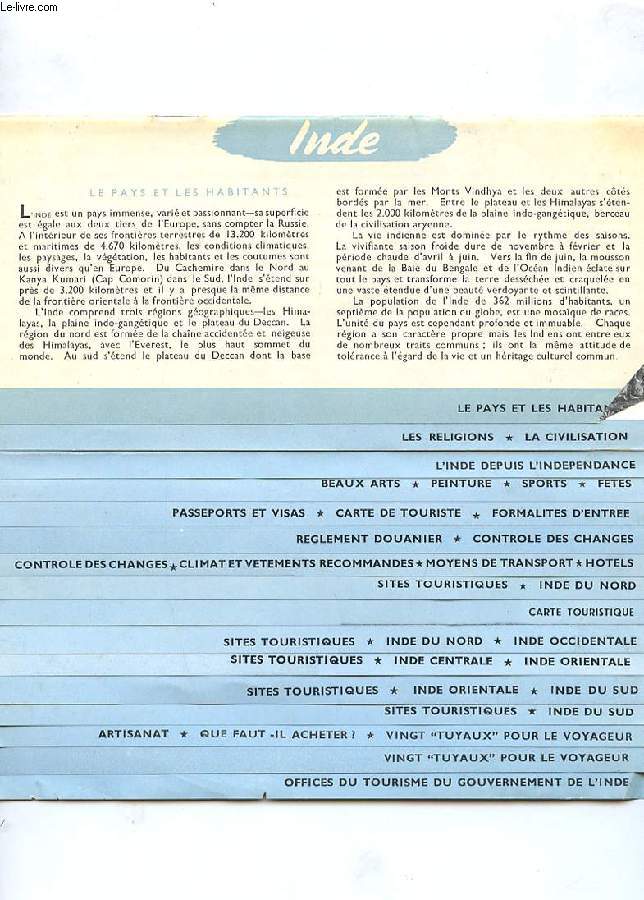 Le-livre.com
Inde
LE PAYS ET LES HABITANTS
L'INDE est un pays immense, varié et passionnant—sa superficie
est égale aux deux tiers de l'Europe, sans compter la Russie.
A l'intérieur de ses frontières terrestres de 13.200 kilomètres
et maritimes de 4.670 kilomètres, les conditions climatiques,
les paysages, la végétation, les habitants et les coutumes sont
aussi divers qu'en Europe. Du Cachemire dans le Nord au
Kanya Kumari (Cap Comorin) dans le Sud, l'Inde s'étend sur
près de 3.200 kilomètres et il y a presque la même distance
de la frontière orientale à la frontière occidentale.
L'Inde comprend trois régions géographiques—les Hima-
layas, la plaine indo-gangétique et le plateau du Deccan. La
région du nord est formée de la chaîne accidentée et neigeuse
des Himalayas, avec l'Everest, le plus haut sommet du
monde. Au sud s'étend le plateau du Deccan dont la base
est formée par les Monts Vindhya et les deux autres côtés
bordés par la mer. Entre le plateau et les Himalayas s'éten-
dent les 2.000 kilomètres de la plaine indo-gangétique, berceau
de la civilisation aryenne.
La vie indienne est dominée par le rythme des saisons.
La vivifiante saison froide dure de novembre à février et la
période chaude d'avril à juin. Vers la fin de juin, la mousson
venant de la Baie du Bengale et de l'Océan Indien éclate sur
tout le pays et transforme la terre desséchée et craquelée en
une vaste étendue d'une beauté verdoyante et scintillante.
La population de l'Inde de 362 millions d'habitants, un
septième de la population du globe, est une mosaïque de races.
L'unité du pays est cependant profonde et immuable. Chaque
région a son caractère propre mais les Indiens ont entre eux
de nombreux traits communs ; ils ont la même attitude de
tolérance à l'égard de la vie et un héritage culturel commun.
LE PAYS ET LES HABITAN
LES RELIGIONS ★ LA CIVILISATION
L'INDE DEPUIS L'INDEPENDANCE
BEAUX ARTS ★ PEINTURE ★ SPORTS ★ FETES
PASSEPORTS ET VISAS ★ CARTE DE TOURISTE ★ FORMALITES D'ENTREE
REGLEMENT DOUANIER ★ CONTROLE DES CHANGES
CONTROLE DES CHANGES ★ CLIMAT ET VETEMENTS RECOMMANDES ★ MOYENS DE TRANSPORT ★ HOTELS
SITES TOURISTIQUES ★ INDE DU NORD
CARTE TOURISTIQUE
SITES TOURISTIQUES ★ INDE DU NORD ★ INDE OCCIDENTALE
SITES TOURISTIQUES ★ INDE CENTRALE ★ INDE ORIENTALE
SITES TOURISTIQUES ★ INDE ORIENTALE ★ INDE DU SUD
SITES TOURISTIQUES ★ INDE DU SUD
ARTISANAT ★ QUE FAUT-IL ACHETER ? ★ VINGT "TUYAUX" POUR LE VOYAGEUR
VINGT "TUYAUX" POUR LE VOYAGEUR
OFFICES DU TOURISME DU GOUVERNEMENT DE L'INDE